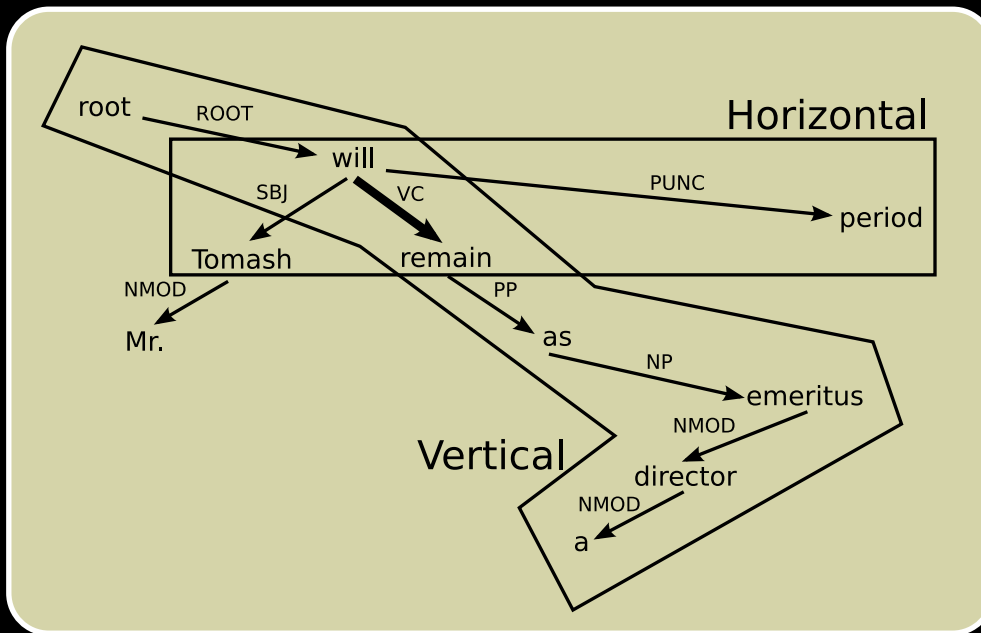 root
ROOT
Horizontal
will
SBJ
VC
PUNC
period
Tomash
remain
NMOD
PP
Mr.
as
NP
emeritus
NMOD
Vertical
director
NMOD
a